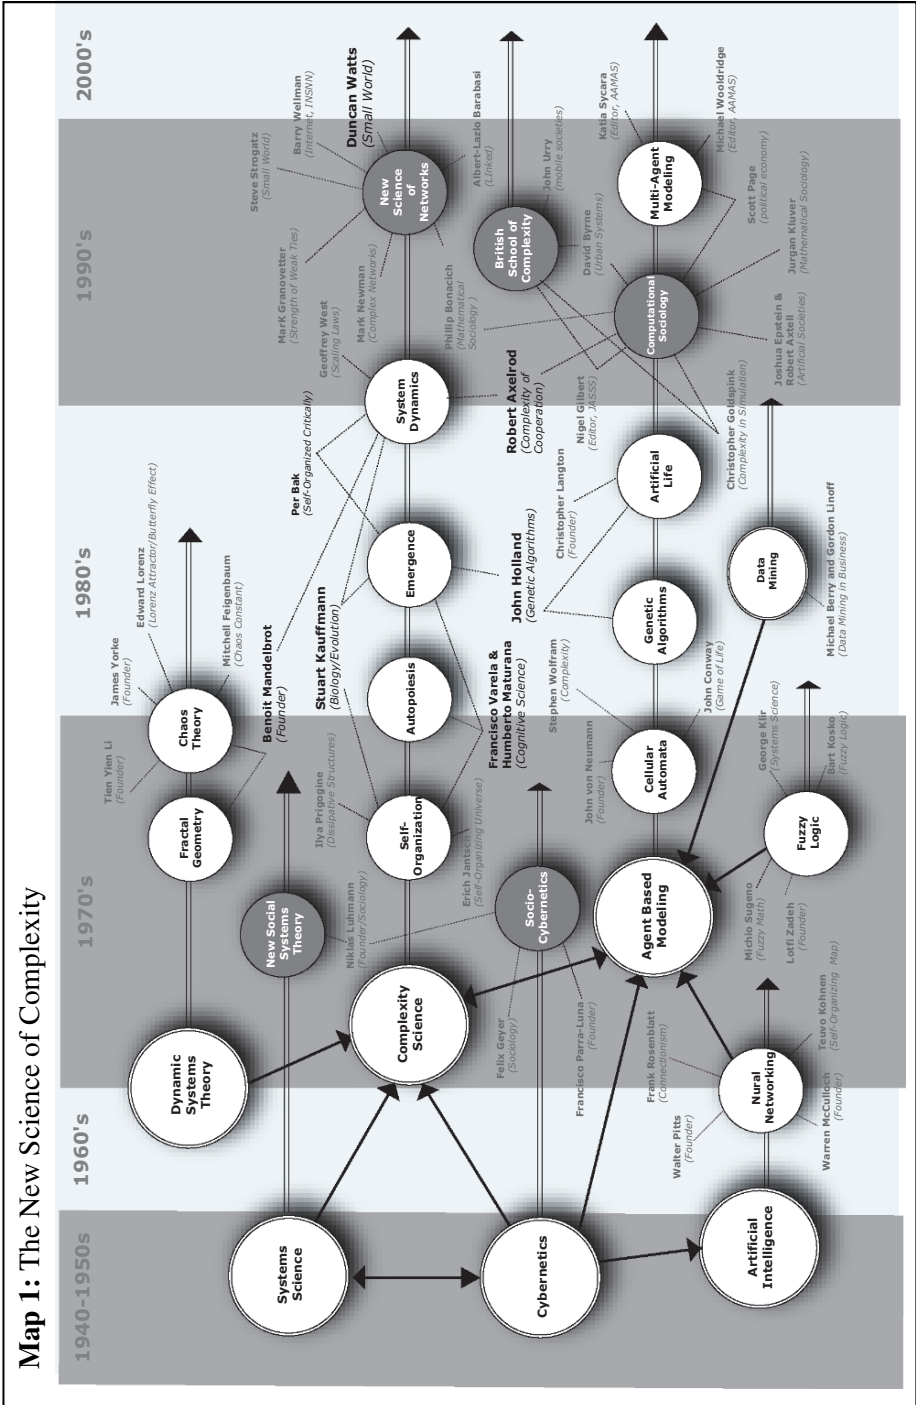 Map 1: The New Science of Complexity
1940-1950s
1960's
1970's
1980's
1990's
2000's
Tien Yien Li
(Founder)
James Yorke
(Founder)
Edward Lorenz
(Lorenz Attractor/Butterfly Effect)
Mitchell Feigenbaum
(Chaos Constant)
Dynamic
Systems
Theory
Fractal
Geometry
Chaos
Theory
Benoit Mandelbrot
(Founder)
Steve Strogatz
(Small World)
Barry Wellman
(Internet, INSNN)
Duncan Watts
(Small World)
MarK Granovetter
(Strength of Weak Ties)
Geoffrey West
(Scaling Laws)
Mark Newman
(Complex Networks)
Albert-Lazlo Barabasi
(LInked)
Per Bak
(Self-Organized Critically)
Stuart Kauffmann
(Biology/Evolution)
Systems
Science
New Social
Systems
Theory
Ilya Prigogine
(Dissipative Structures)
Niklas Luhmann
(Founder/Sociology)
Complexity
Science
Self-
Organization
Autopoiesis
Emergence
System
Dynamics
New
Science
of
Networks
Erich Jantsch
(Self-Organizing Universe)
Francisco Varela &
Humberto Maturana
(Cognitive Science)
John Holland
(Genetic Algorithms)
Robert Axelrod
(Complexity of
Cooperation)
Phillip Bonacich
(Mathematical
Sociology )
British
School of
Complexity
John Urry
(mobile societies)
David Byrne
(Urban Systems)
Cybernetics
Socio-
Cybernetics
Felix Geyer
(Sociology)
Francisco Parra-Luna
(Founder)
Stephen Wolfram
(Complexity)
John von Neumann
(Founder)
Christopher Langton
(Founder)
Nigel Gilbert
(Editor, JASSS)
Katia Sycara
(Editor, AAMAS)
Agent Based
Modeling
Cellular
Automata
Genetic
Algorithms
Artificial
Life
Computational
Sociology
Multi-Agent
Modeling
Michael Wooldridge
(Editor, AAMAS)
Scott Page
(political economy)
Jurgan Kluver
(Mathematical Sociology)
Joshua Epstein &
Robert Axtell
(Artificial Societies)
Christopher Goldspink
(Complexity in Simulation)
John Conway
(Game of Life)
Frank Rosenblatt
(Connectionism)
Walter Pitts
(Founder)
Artificial
Intelligence
Nural
Networking
Warren McCulloch
(Founder)
Teuvo Kohnen
(Self-Organizing Map)
Michio Sugeno
(Fuzzy Math)
Lotfi Zadeh
(Founder)
Fuzzy
Logic
George Klir
(Systems Science)
Bart Kosko
(Fuzzy Logic)
Data
Mining
Michael Berry and Gordon Linoff
(Data Mining in Business)